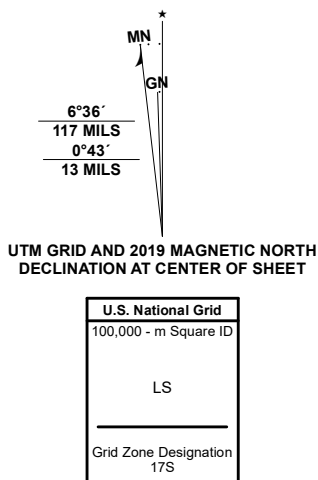 MN
GN
6°36´
117 MILS
0°43´
13 MILS
UTM GRID AND 2019 MAGNETIC NORTH
DECLINATION AT CENTER OF SHEET
U.S. National Grid
100,000 - m Square ID
LS
Grid Zone Designation
17S